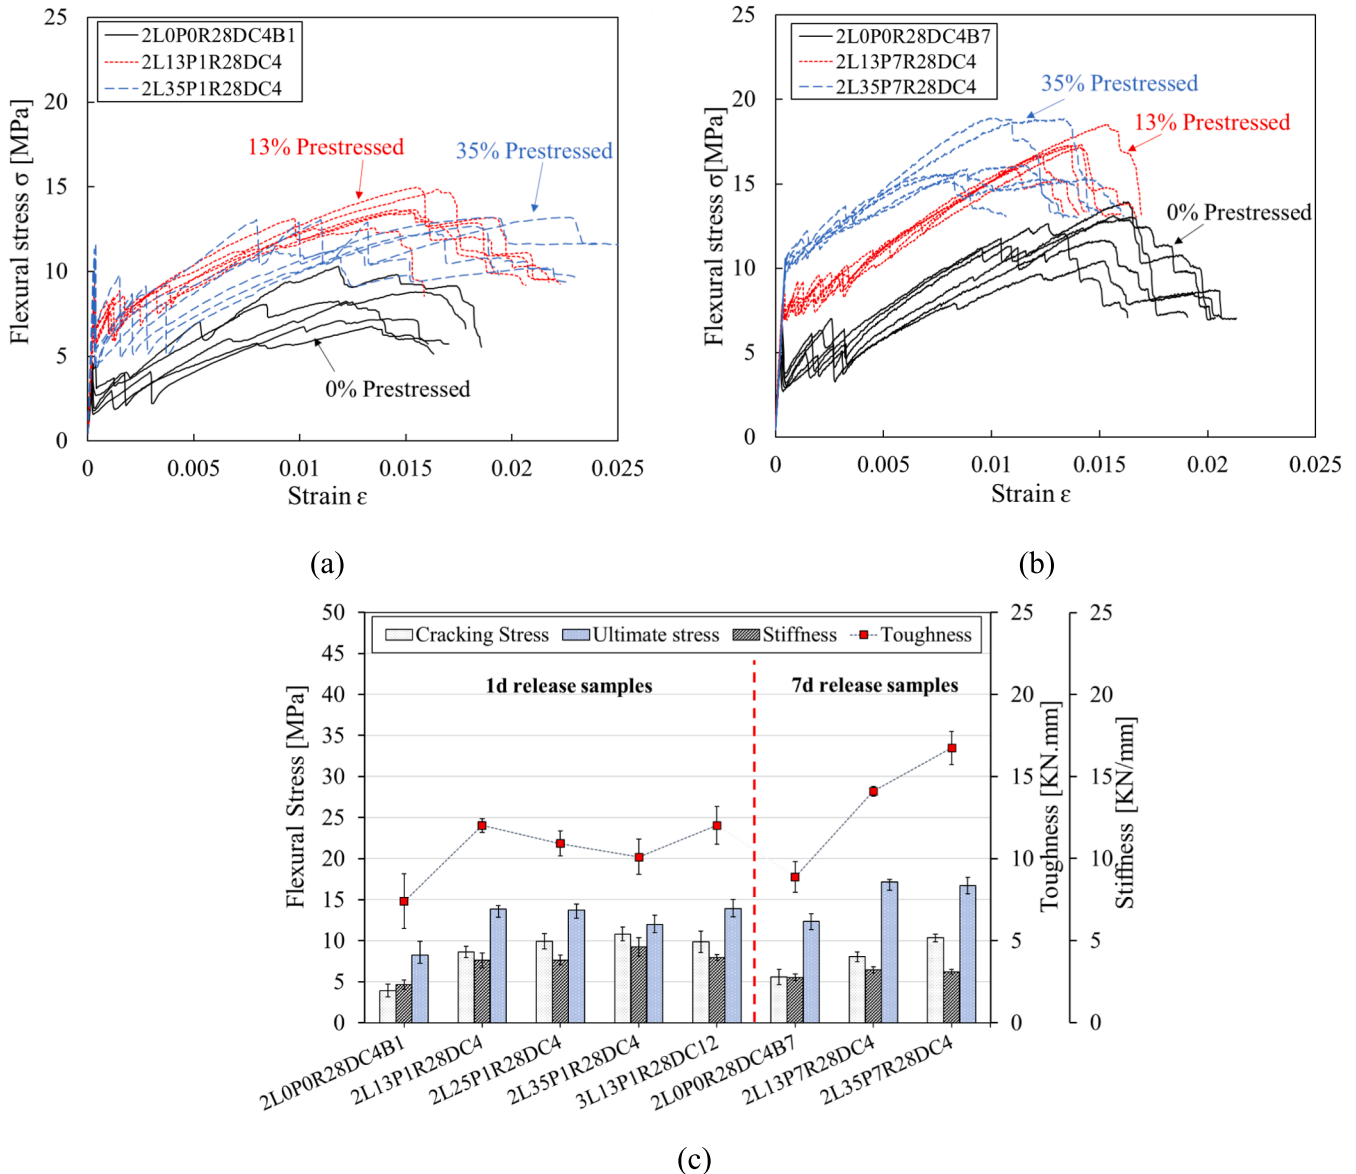 25
20
15
10
5
0
0
0.005
0.01
0.015
0.02
0.025
Flexural stress σ [MPa]
Strain ε
2L0P0R28DC4B1
2L13P1R28DC4
2L35P1R28DC4
13% Prestressed
35% Prestressed
0% Prestressed
(a)
25
20
15
10
5
0
0
0.005
0.01
0.015
0.02
0.025
Flexural stress σ[MPa]
Strain ε
2L0P0R28DC4B7
2L13P7R28DC4
2L35P7R28DC4
35% Prestressed
13% Prestressed
0% Prestressed
(b)
50
45
40
35
30
25
20
15
10
5
0
Flexural Stress [MPa]
Cracking Stress
Ultimate stress
Stiffness
Toughness
1d release samples
7d release samples
25
20
15
10
5
0
Toughness [KN.mm]
25
20
15
10
5
0
Stiffness [KN/mm]
2L0P0R28DC4B1
2L13P1R28DC4
2L25P1R28DC4
2L35P1R28DC4
3L13P1R28DC12
2L0P0R28DC4B7
2L13P7R28DC4
2L35P7R28DC4
(c)